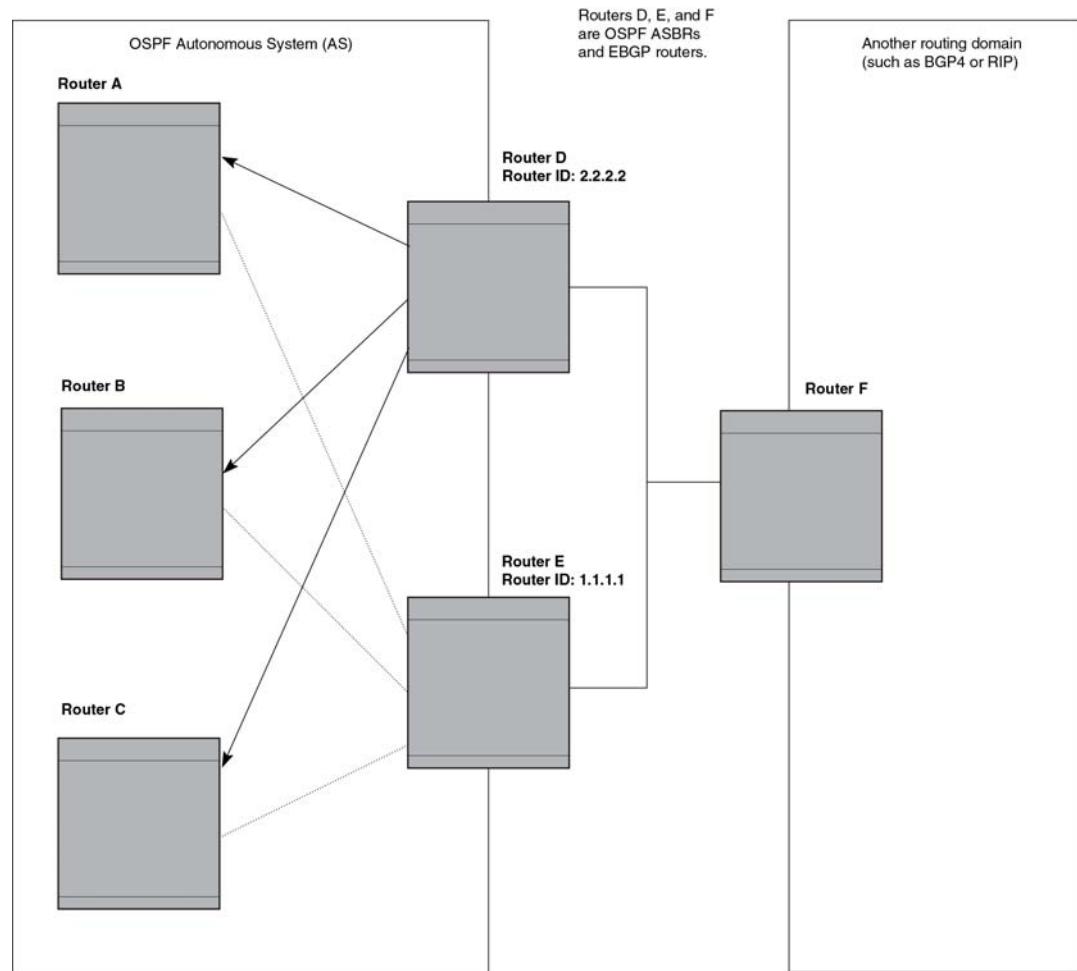 OSPF Autonomous System (AS)
Routers D, E, and F
are OSPF ASBRs
and EBGP routers.
Another routing domain
(such as BGP4 or RIP)
Router A
Router D
Router ID: 2.2.2.2
Router B
Router F
Router E
Router ID: 1.1.1.1
Router C